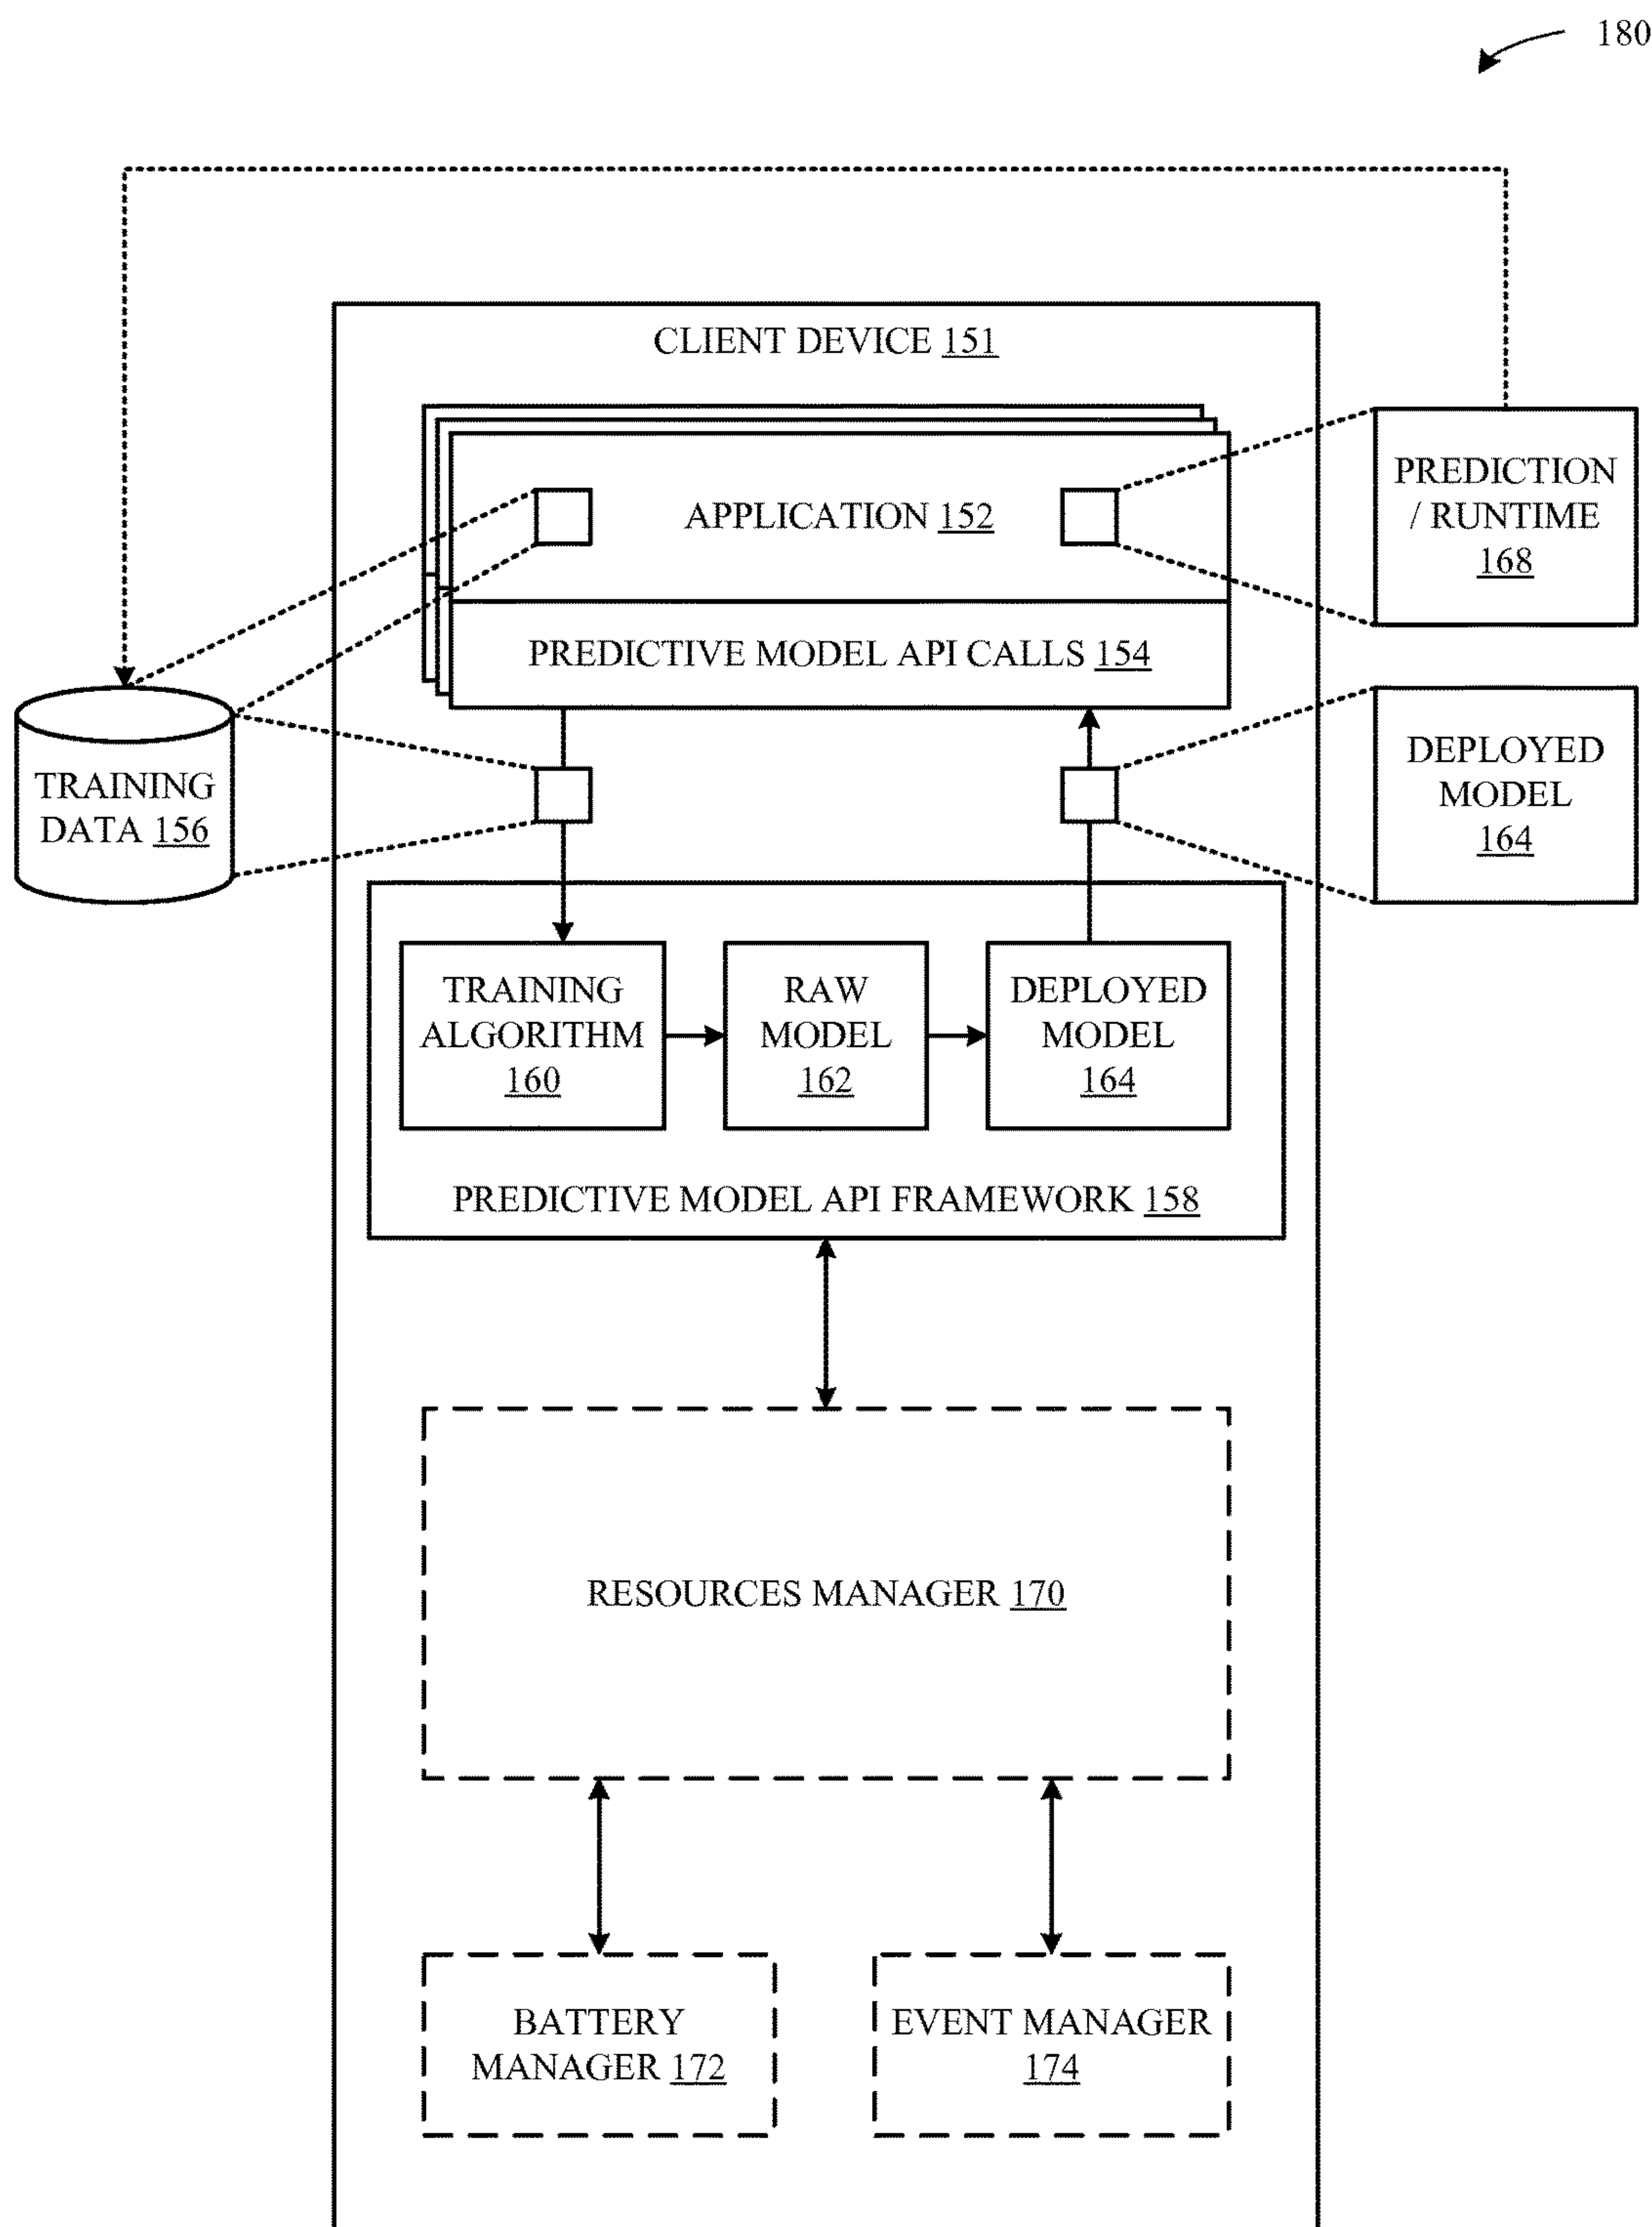 180
CLIENT DEVICE 151
APPLICATION 152
PREDICTION
/ RUNTIME
168
PREDICTIVE MODEL API CALLS 154
TRAINING
DATA 156
DEPLOYED
MODEL
164
TRAINING
ALGORITHM
160
RAW
MODEL
162
DEPLOYED
MODEL
164
PREDICTIVE MODEL API FRAMEWORK 158
RESOURCES MANAGER 170
BATTERY
MANAGER 172
EVENT MANAGER
174